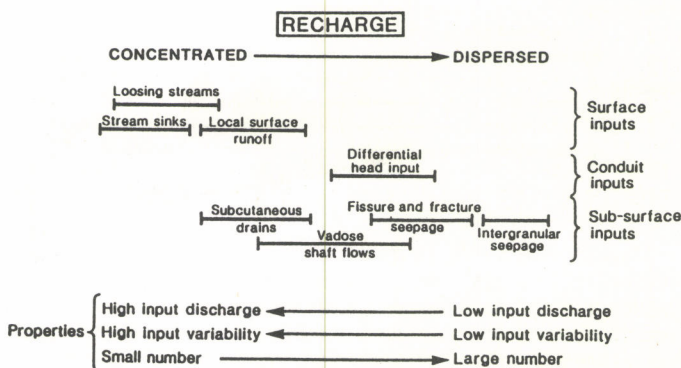 RECHARGE
CONCENTRATED DISPERSED
Loosing streams
Stream sinks Local surface
runoff
Surface
inputs
Differential
head input
Conduit
inputs
Subcutaneous
drains
Vadose
shaft flows
Fissure and fracture
seepage
Intergranular
seepage
Sub-surface
inputs
Properties
High input discharge Low input discharge
High input variability Low input variability
Small number Large number